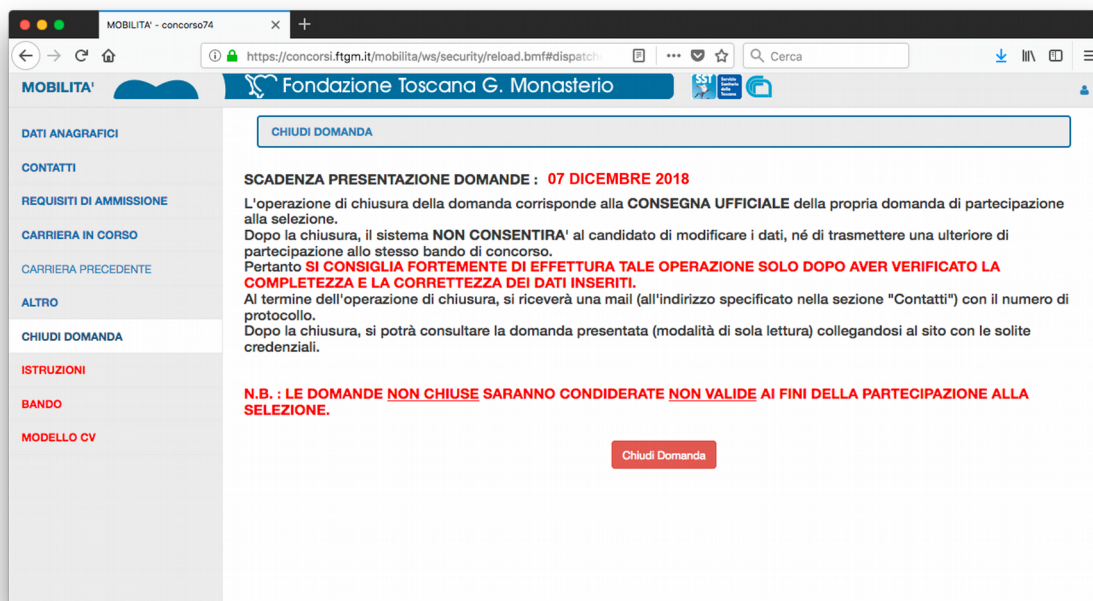 MOBILITA' - concorso74
https://concorsi.ftgm.it/mobilita/ws/security/reload.bmf#dispatch
Cerca
MOBILITA'
Fondazione Toscana G. Monasterio
SST
Servizio
Sanitario
della
Toscana
DATI ANAGRAFICI
CONTATTI
REQUISITI DI AMMISSIONE
CARRIERA IN CORSO
CARRIERA PRECEDENTE
ALTRO
CHIUDI DOMANDA
ISTRUZIONI
BANDO
MODELLO CV
CHIUDI DOMANDA
SCADENZA PRESENTAZIONE DOMANDE : 07 DICEMBRE 2018
L'operazione di chiusura della domanda corrisponde alla CONSEGNA UFFICIALE della propria domanda di partecipazione
alla selezione.
Dopo la chiusura, il sistema NON CONSENTIRA' al candidato di modificare i dati, né di trasmettere una ulteriore di
partecipazione allo stesso bando di concorso.
Pertanto SI CONSIGLIA FORTEMENTE DI EFFETTURA TALE OPERAZIONE SOLO DOPO AVER VERIFICATO LA
COMPLETEZZA E LA CORRETTEZZA DEI DATI INSERITI.
Al termine dell'operazione di chiusura, si riceverà una mail (all'indirizzo specificato nella sezione "Contatti") con il numero di
protocollo.
Dopo la chiusura, si potrà consultare la domanda presentata (modalità di sola lettura) collegandosi al sito con le solite
credenziali.
N.B. : LE DOMANDE NON CHIUSE SARANNO CONDIDERATE NON VALIDE AI FINI DELLA PARTECIPAZIONE ALLA
SELEZIONE.
Chiudi Domanda